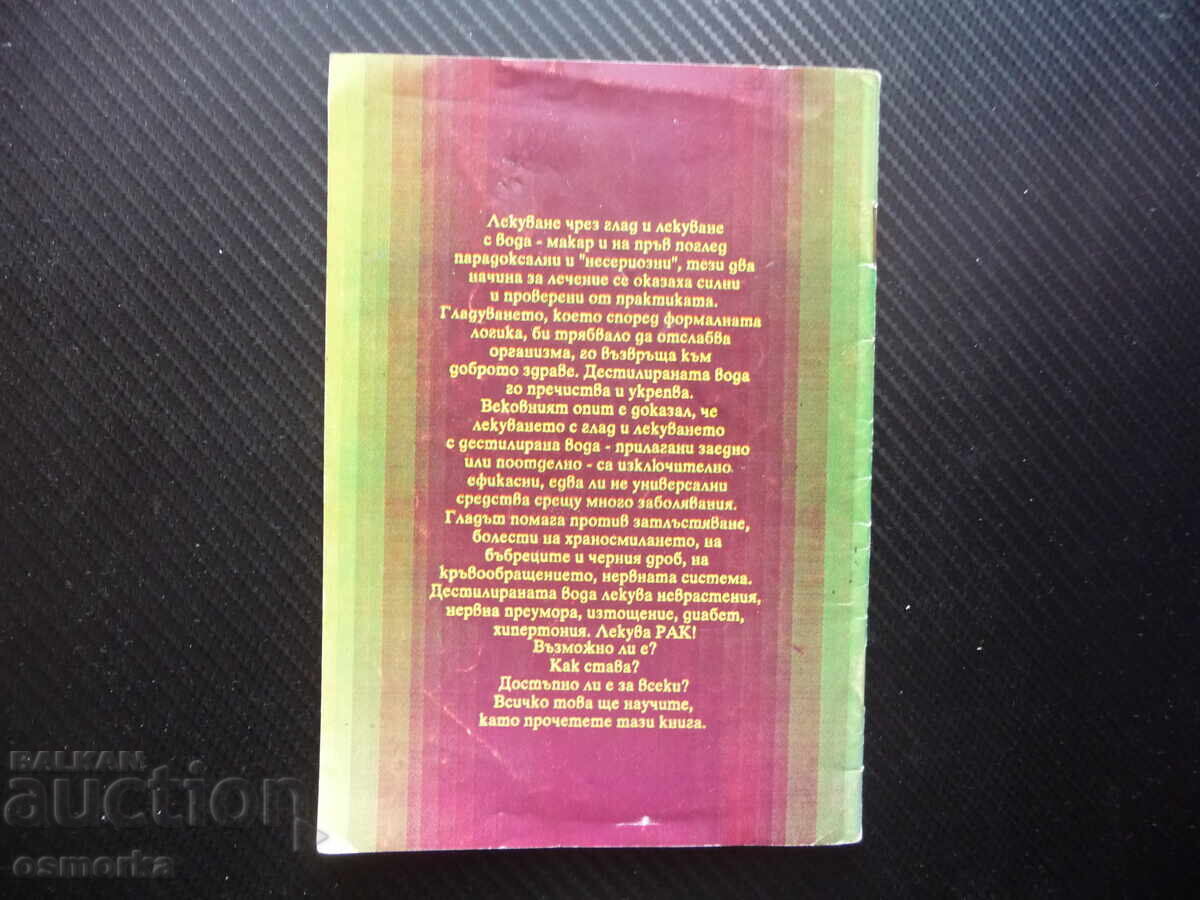 Лекуване чрез глад и лекуване
с вода - макар и на пръв поглед
парадоксални и "несериозни", тези два
начина за лечение се оказаха силни
и проверени от практиката.
Гладуването, което според формалната
логика, би трябвало да отслабва
организма, го възвръща към
доброто здраве. Дестилираната вода
го пречиства и укрепва.
Вековният опит е доказал, че
лекуването с глад и лекуването
с дестилирана вода - прилагани заедно
или поотделно - са изключително
ефикасни, едва ли не универсални
средства срещу много заболявания.
Гладът помага против затлъстяване,
болести на храносмилането, на
бъбреците и черния дроб, на
кръвообращението, нервната система.
Дестилираната вода лекува неврастения,
нервна преумора, изтощение, диабет,
хипертония. Лекува РАК!
Възможно ли е?
Как става?
Достъпно ли е за всеки?
Всичко това ще научите,
като прочетете тази книга.
BALKAN
auction
osmorka